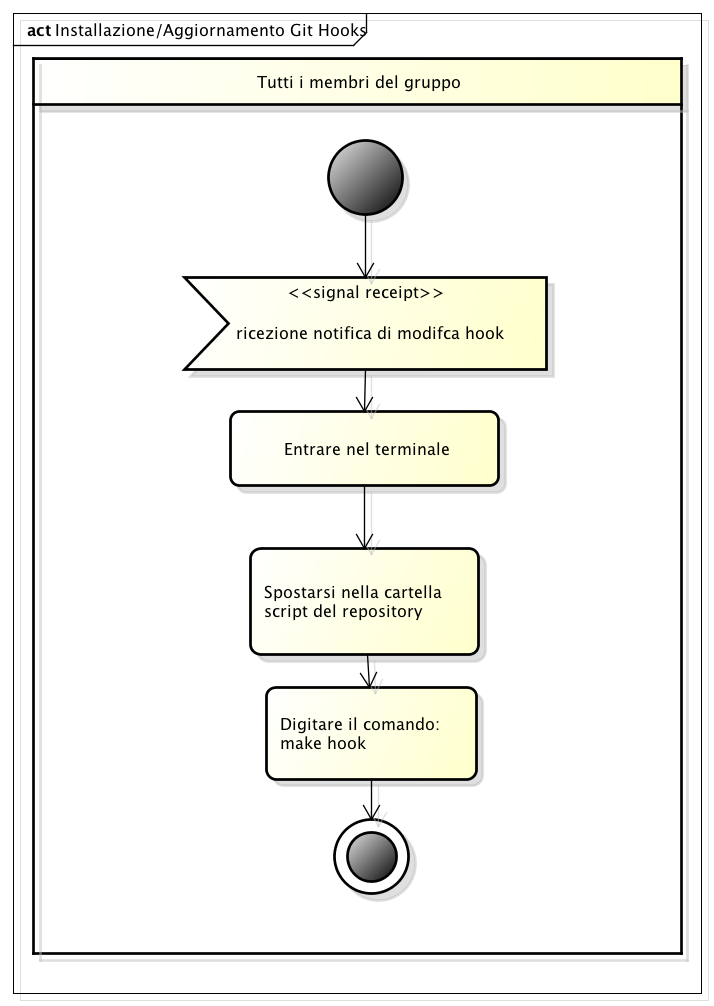 act Installazione/Aggiornamento Git Hooks
Tutti i membri del gruppo
<<signal receipt>>
ricezione notifica di modifca hook
Entrare nel terminale
Spostarsi nella cartella
script del repository
Digitare il comando:
make hook